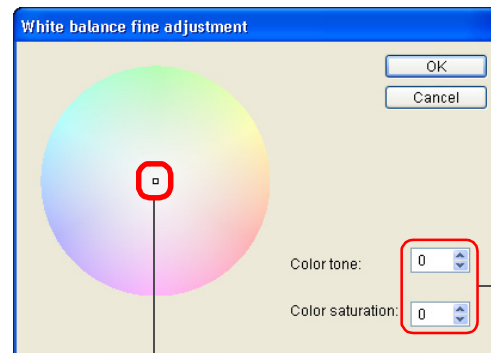 White balance fine adjustment
OK
Cancel
Color tone: 0
Color saturation: 0